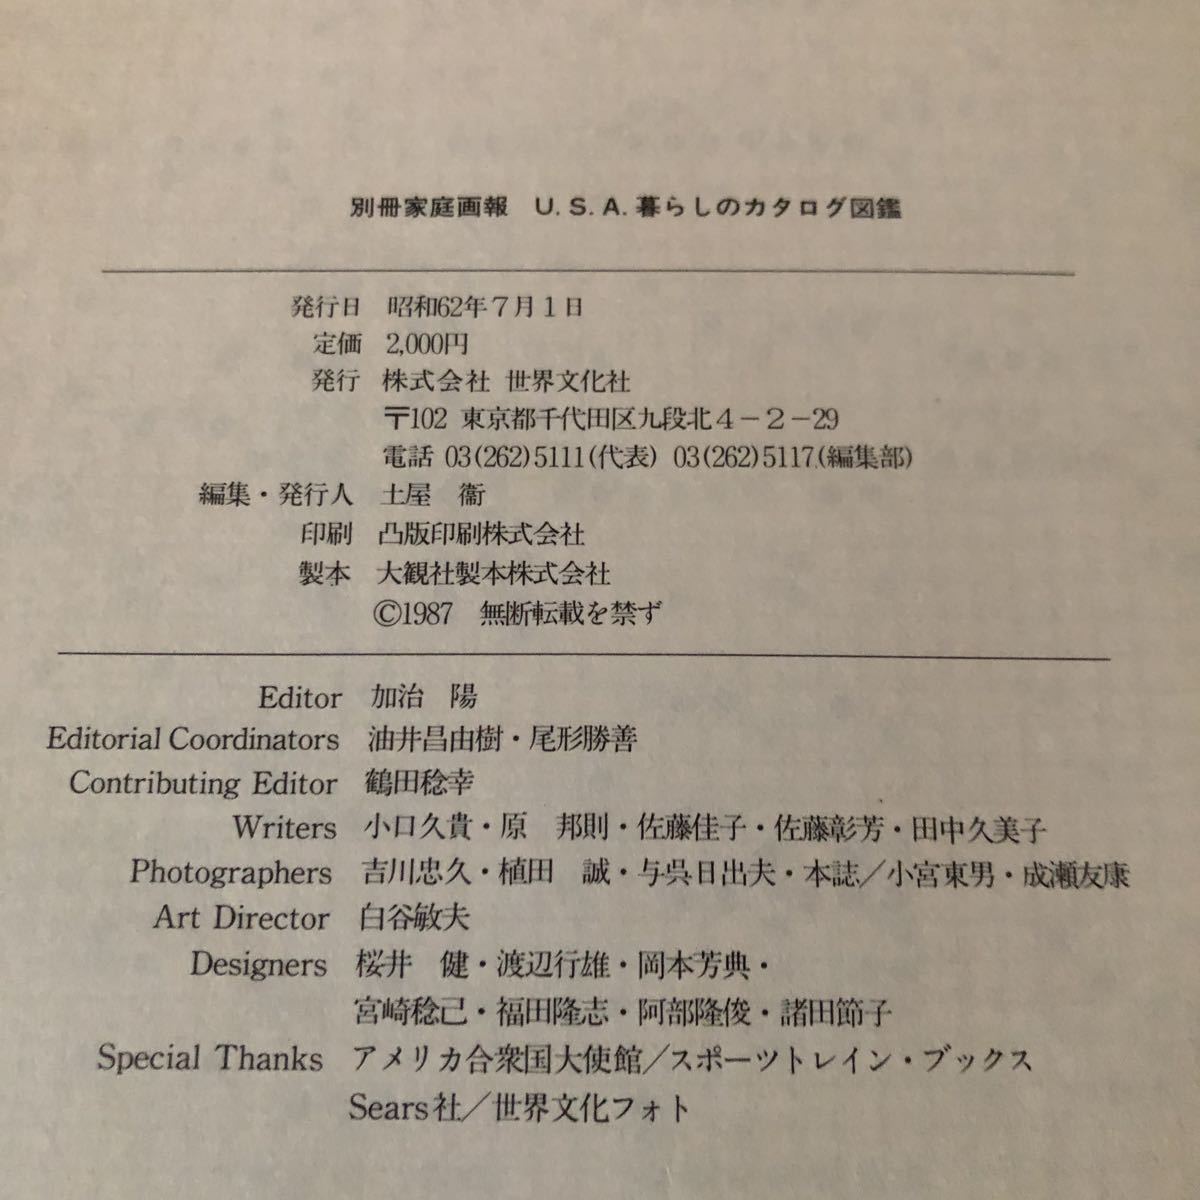 別冊家庭画報　U.S.A.暮らしのカタログ図鑑
発行日　昭和62年7月1日
定価　2,000円
発行　株式会社 世界文化社
〒102 東京都千代田区九段北4－2－29
電話 03(262)5111(代表) 03(262)5117(編集部)
編集・発行人　土屋　衞
印刷　凸版印刷株式会社
製本　大観社製本株式会社
©1987　無断転載を禁ず
Editor　加治　陽
Editorial Coordinators　油井昌由樹・尾形勝善
Contributing Editor　鶴田稔幸
Writers　小口久貴・原　邦則・佐藤佳子・佐藤彰芳・田中久美子
Photographers　吉川忠久・植田　誠・与呉日出夫・本誌／小宮東男・成瀬友康
Art Director　白谷敏夫
Designers　桜井　健・渡辺行雄・岡本芳典・
宮崎稔己・福田隆志・阿部隆俊・諸田節子
Special Thanks　アメリカ合衆国大使館／スポーツトレイン・ブックス
Sears社／世界文化フォト